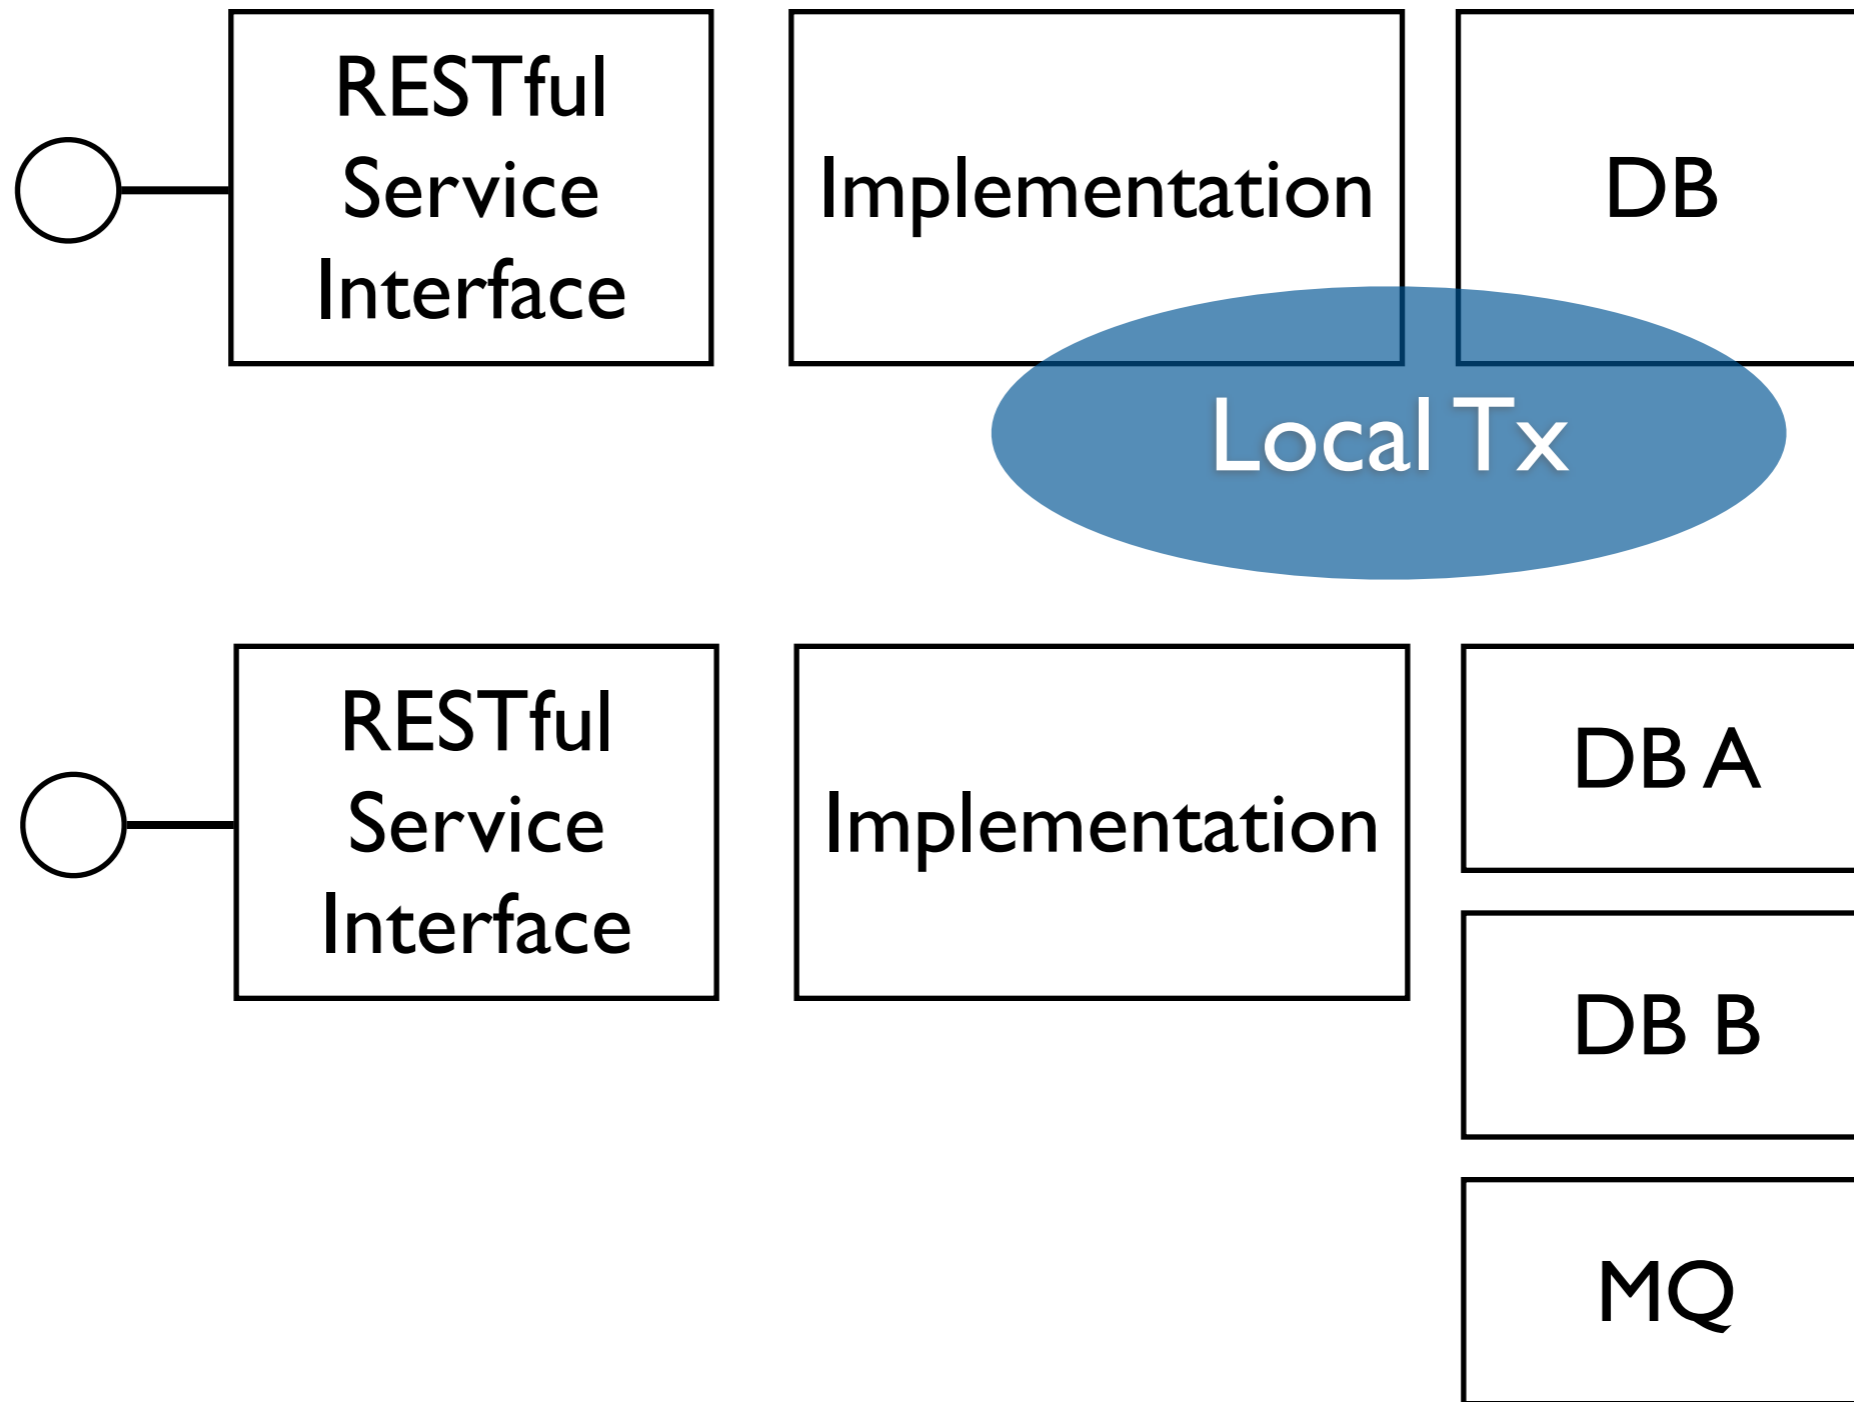 RESTful
Service
Interface
Implementation
DB
Local Tx
RESTful
Service
Interface
Implementation
DB A
DB B
MQ